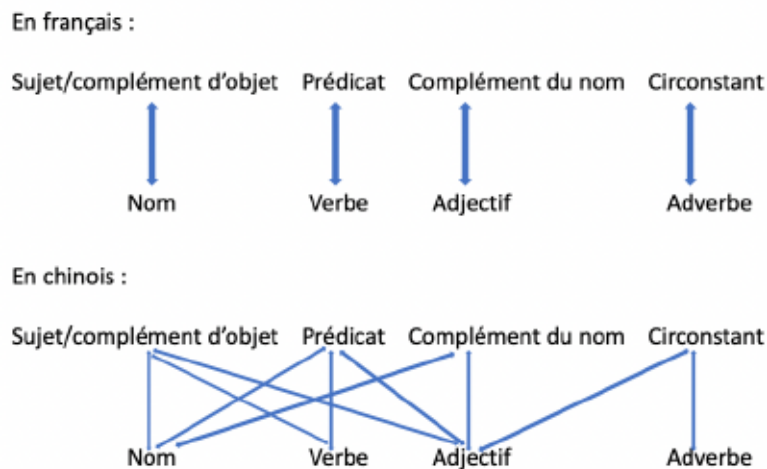 En français :
Sujet/complément d'objet Prédicat Complément du nom Circonstant
Nom Verbe Adjectif Adverbe
En chinois :
Sujet/complément d'objet Prédicat Complément du nom Circonstant
Nom Verbe Adjectif Adverbe